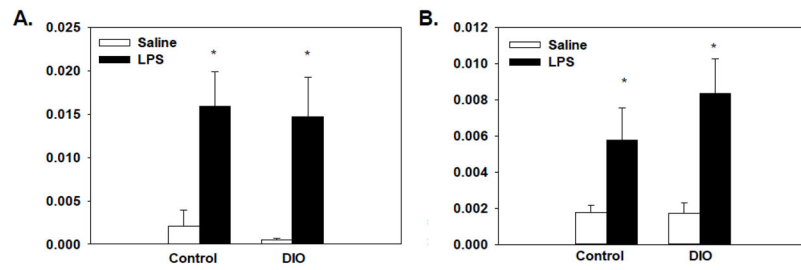 A.
0.025
0.020
0.015
0.010
0.005
0.000
Saline
LPS
*
*
Control
DIO
B.
0.012
0.010
0.008
0.006
0.004
0.002
0.000
Saline
LPS
*
*
Control
DIO